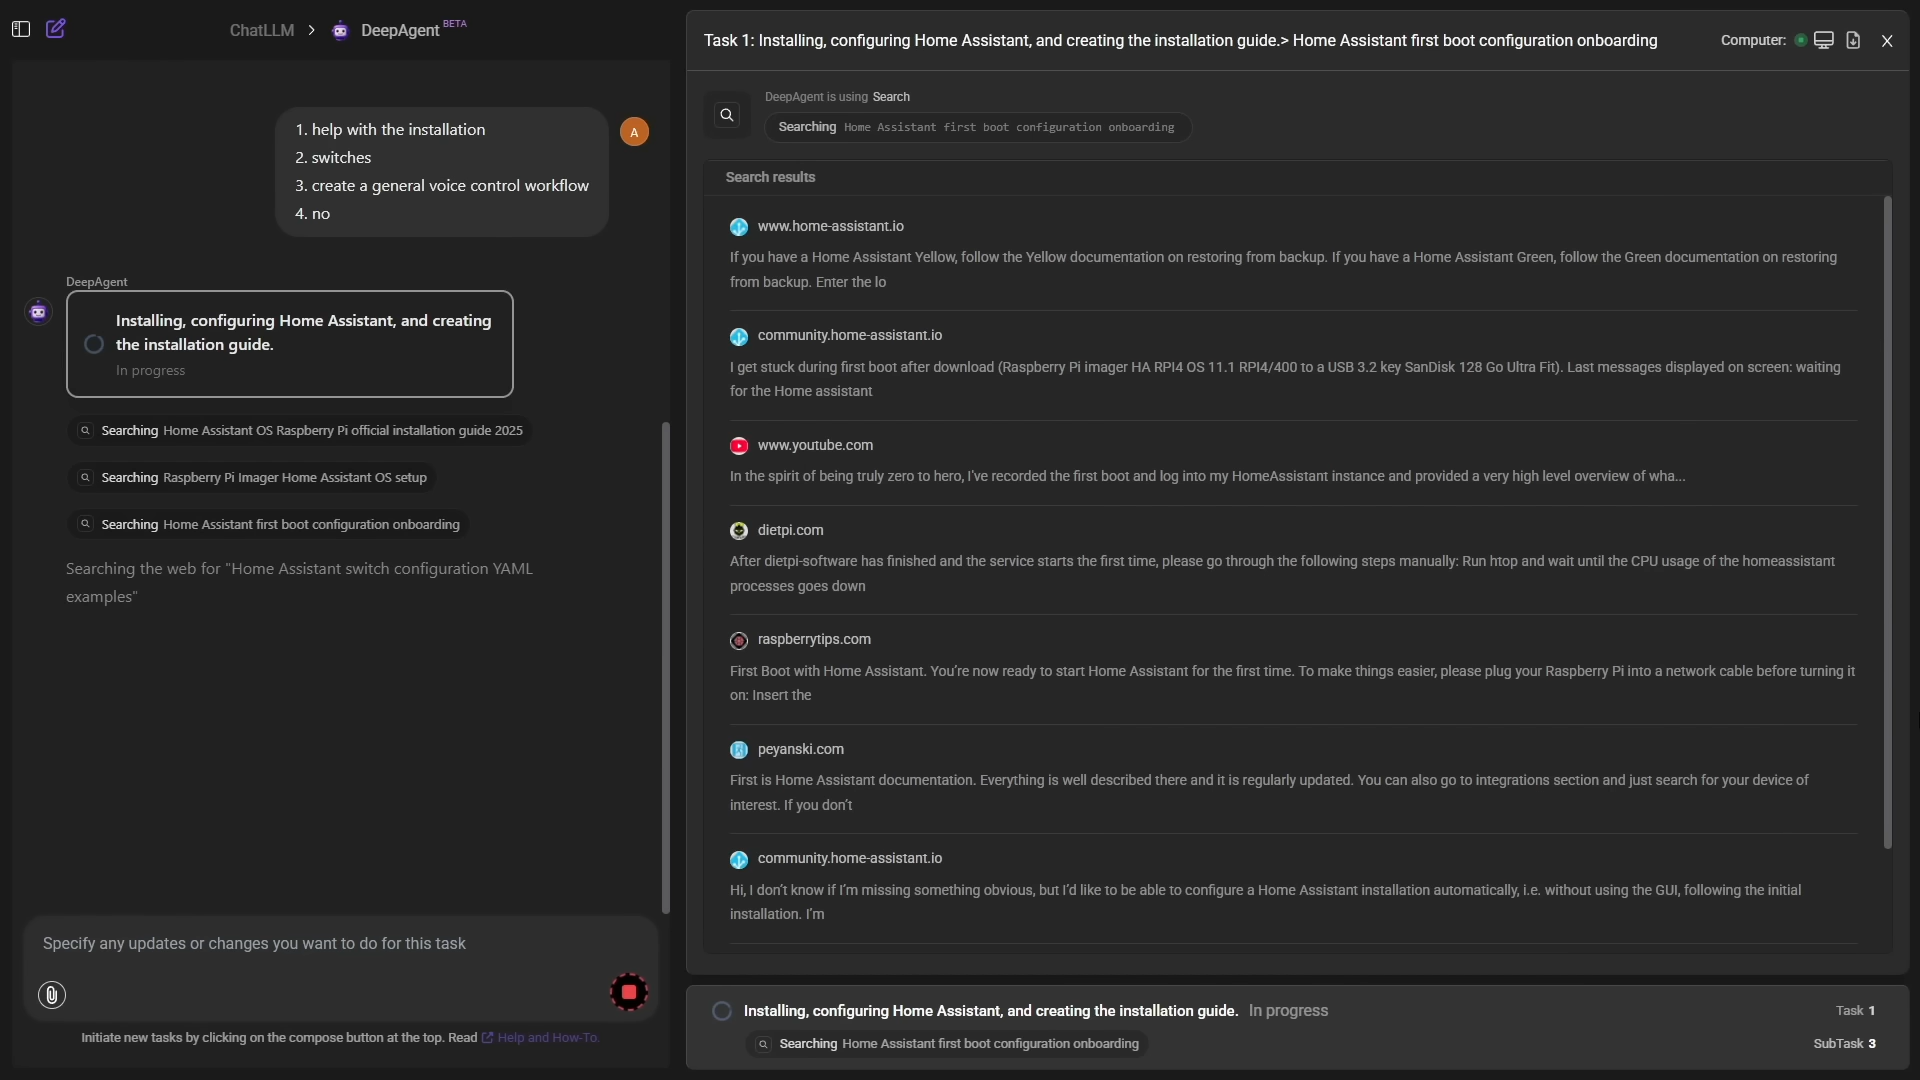 ChatLLM > DeepAgent BETA
1. help with the installation
2. switches
3. create a general voice control workflow
4. no
A
DeepAgent
Installing, configuring Home Assistant, and creating
the installation guide.
In progress
Searching Home Assistant OS Raspberry Pi official installation guide 2025
Searching Raspberry Pi Imager Home Assistant OS setup
Searching Home Assistant first boot configuration onboarding
Searching the web for "Home Assistant switch configuration YAML
examples"
Specify any updates or changes you want to do for this task
Initiate new tasks by clicking on the compose button at the top. Read Help and How-To.
Task 1: Installing, configuring Home Assistant, and creating the installation guide.> Home Assistant first boot configuration onboarding
Computer:
DeepAgent is using Search
Searching Home Assistant first boot configuration onboarding
Search results
www.home-assistant.io
If you have a Home Assistant Yellow, follow the Yellow documentation on restoring from backup. If you have a Home Assistant Green, follow the Green documentation on restoring
from backup. Enter the lo
community.home-assistant.io
I get stuck during first boot after download (Raspberry Pi imager HA RPI4 OS 11.1 RPI4/400 to a USB 3.2 key SanDisk 128 Go Ultra Fit). Last messages displayed on screen: waiting
for the Home assistant
www.youtube.com
In the spirit of being truly zero to hero, I've recorded the first boot and log into my HomeAssistant instance and provided a very high level overview of wha...
dietpi.com
After dietpi-software has finished and the service starts the first time, please go through the following steps manually: Run htop and wait until the CPU usage of the homeassistant
processes goes down
raspberrytips.com
First Boot with Home Assistant. You're now ready to start Home Assistant for the first time. To make things easier, please plug your Raspberry Pi into a network cable before turning it
on: Insert the
peyanski.com
First is Home Assistant documentation. Everything is well described there and it is regularly updated. You can also go to integrations section and just search for your device of
interest. If you don't
community.home-assistant.io
Hi, I don't know if I'm missing something obvious, but I'd like to be able to configure a Home Assistant installation automatically, i.e. without using the GUI, following the initial
installation. I'm
Installing, configuring Home Assistant, and creating the installation guide. In progress
Task 1
Searching Home Assistant first boot configuration onboarding
SubTask 3